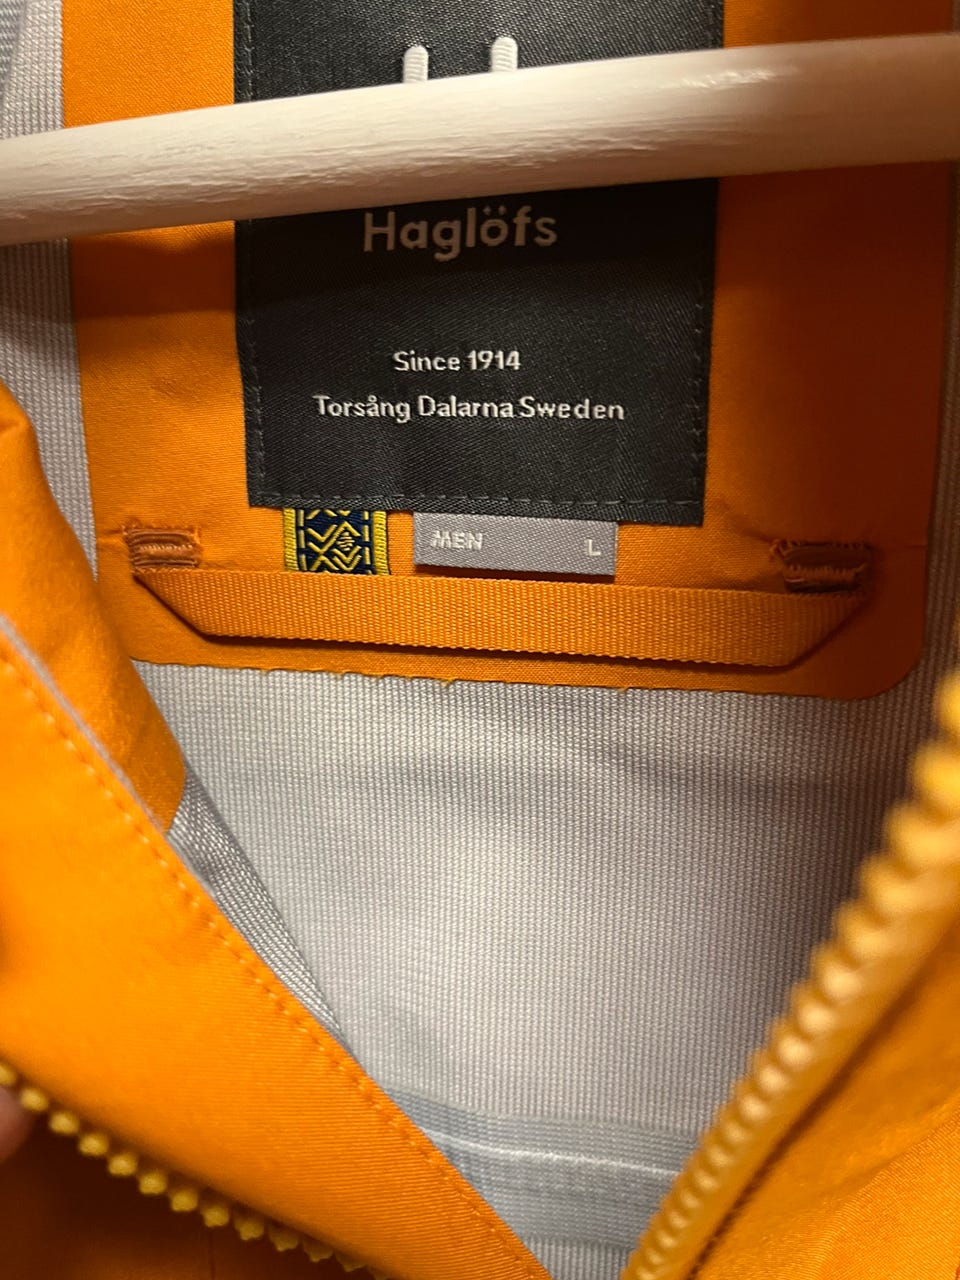 Haglöfs
Since 1914
Torsång Dalarna Sweden
MEN L